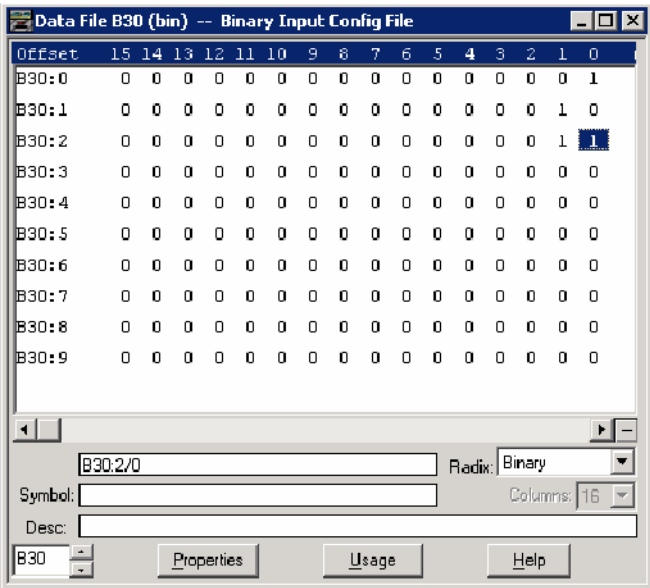 Data File B30 (bin) -- Binary Input Config File
Offset 15 14 13 12 11 10 9 8 7 6 5 4 3 2 1 0
B30:0 0 0 0 0 0 0 0 0 0 0 0 0 0 0 0 1
B30:1 0 0 0 0 0 0 0 0 0 0 0 0 0 0 1 0
B30:2 0 0 0 0 0 0 0 0 0 0 0 0 0 0 1 1
B30:3 0 0 0 0 0 0 0 0 0 0 0 0 0 0 0 0
B30:4 0 0 0 0 0 0 0 0 0 0 0 0 0 0 0 0
B30:5 0 0 0 0 0 0 0 0 0 0 0 0 0 0 0 0
B30:6 0 0 0 0 0 0 0 0 0 0 0 0 0 0 0 0
B30:7 0 0 0 0 0 0 0 0 0 0 0 0 0 0 0 0
B30:8 0 0 0 0 0 0 0 0 0 0 0 0 0 0 0 0
B30:9 0 0 0 0 0 0 0 0 0 0 0 0 0 0 0 0
B30:2/0 Radix: Binary
Symbol: Columns: 16
Desc:
B30 Properties Usage Help